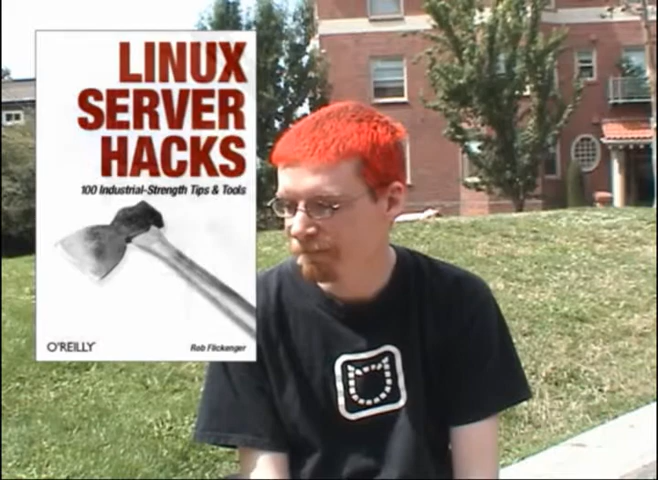 LINUX
SERVER
HACKS
100 Industrial-Strength Tips & Tools
O'REILLY
Rob Flickenger